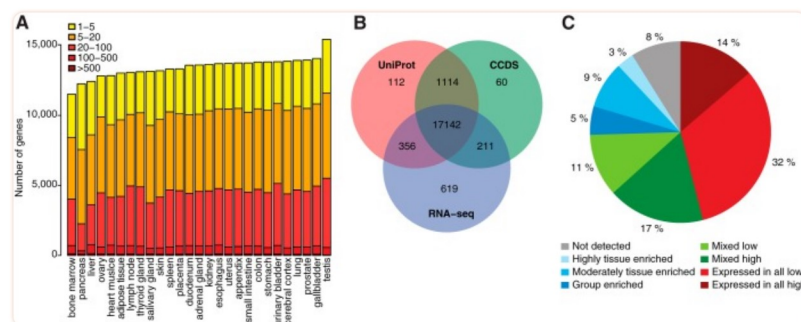 A
1–5
5–20
20–100
100–500
>500
15,000
10,000
5,000
0
Number of genes
bone marrow
pancreas
liver
ovary
heart muslce
adipose tissue
lymph node
thyroid gland
salivary gland
skin
spleen
placenta
duodenum
adrenal gland
kidney
esophagus
uterus
appendix
small intestine
colon
stomach
urinary bladder
cerebral cortex
lung
prostate
gallbladder
testis
B
UniProt
CCDS
112
1114
60
17142
356
211
619
RNA–seq
C
8 %
14 %
3 %
9 %
5 %
32 %
11 %
17 %
Not detected
Highly tissue enriched
Moderately tissue enriched
Group enriched
Mixed low
Mixed high
Expressed in all low
Expressed in all high